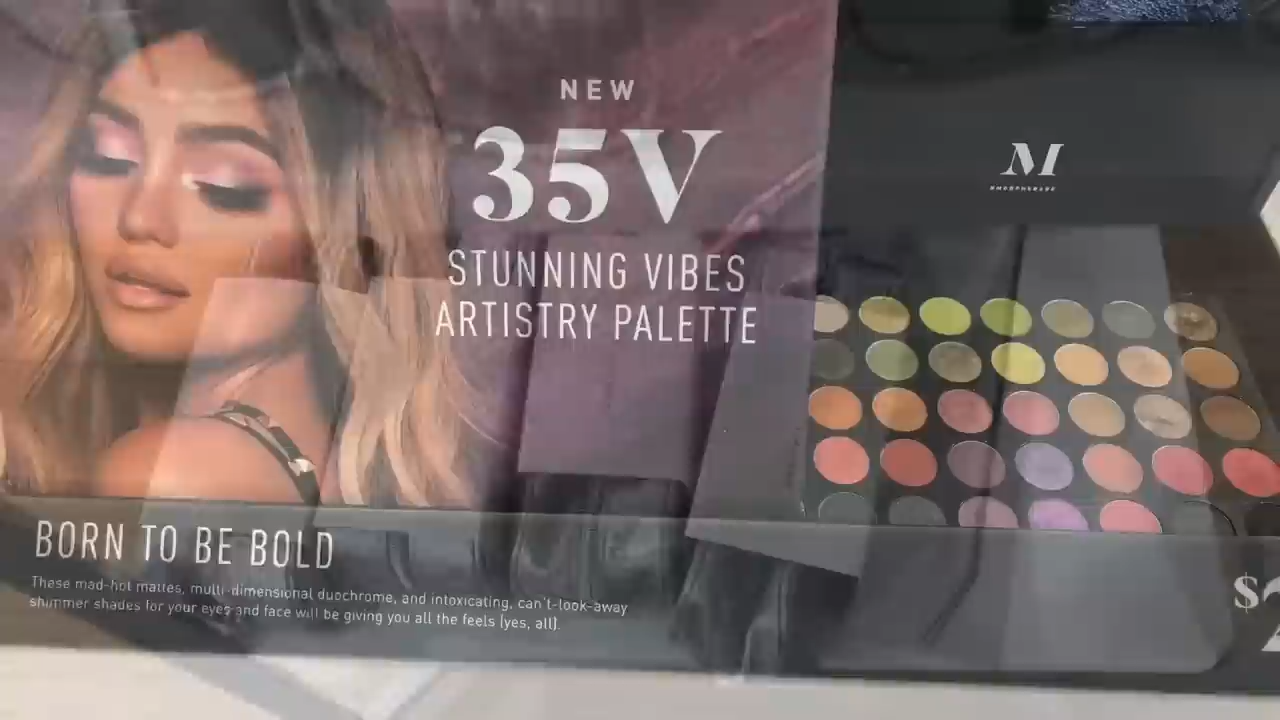 NEW
35V
STUNNING VIBES
ARTISTRY PALETTE
M
BORN TO BE BOLD
These mad-hot mattes, multi-dimensional duochrome, and intoxicating, can't-look-away
shimmer shades for your eyes and face will be giving you all the feels (yes, all).
$2